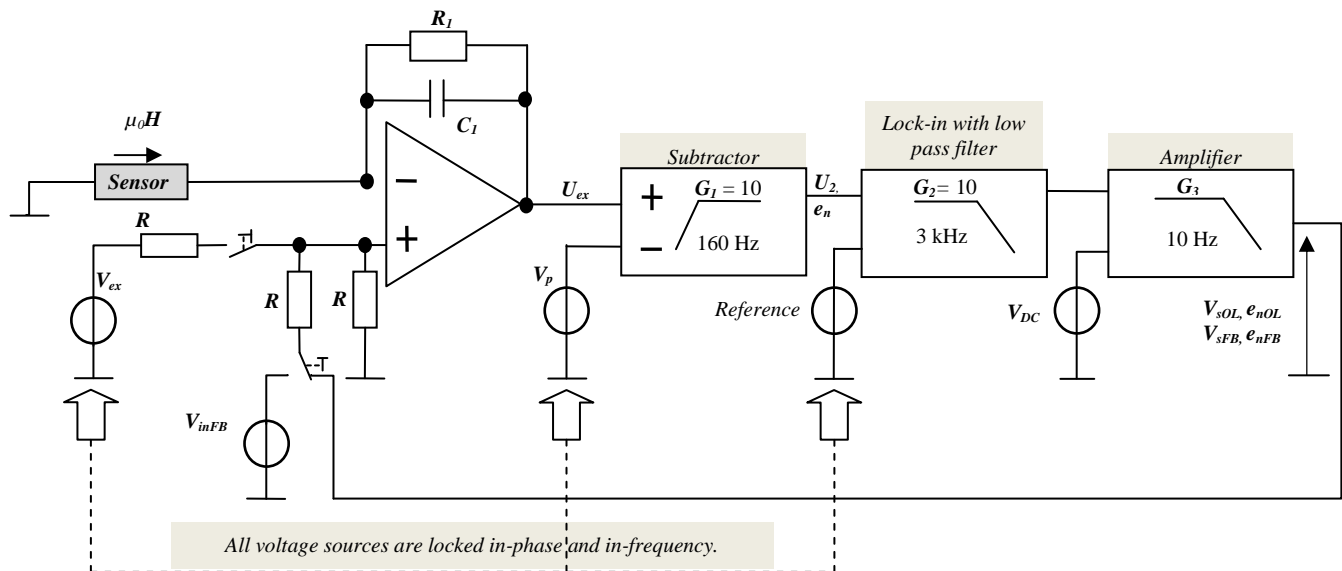 R1
C1
μ0H
Sensor
R
Vex
R
R
−
+
Uex
Subtractor
G1 = 10
+
−
160 Hz
Vp
U2,
en
Lock-in with low
pass filter
G2= 10
3 kHz
Reference
Amplifier
G3
10 Hz
VDC
VsOL, enOL
VsFB, enFB
VinFB
All voltage sources are locked in-phase and in-frequency.